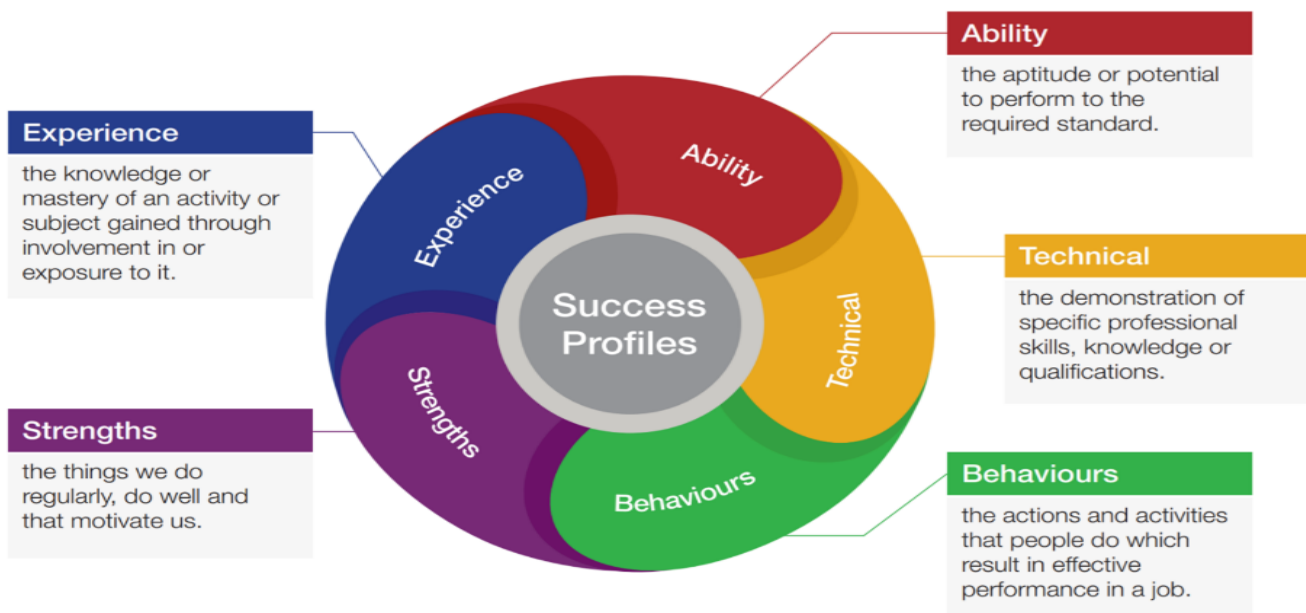 Ability
the aptitude or potential
to perform to the
required standard.
Experience
the knowledge or
mastery of an activity or
subject gained through
involvement in or
exposure to it.
Technical
the demonstration of
specific professional
skills, knowledge or
qualifications.
Strengths
the things we do
regularly, do well and
that motivate us.
Behaviours
the actions and activities
that people do which
result in effective
performance in a job.
Success
Profiles
Ability
Technical
Behaviours
Strengths
Experience